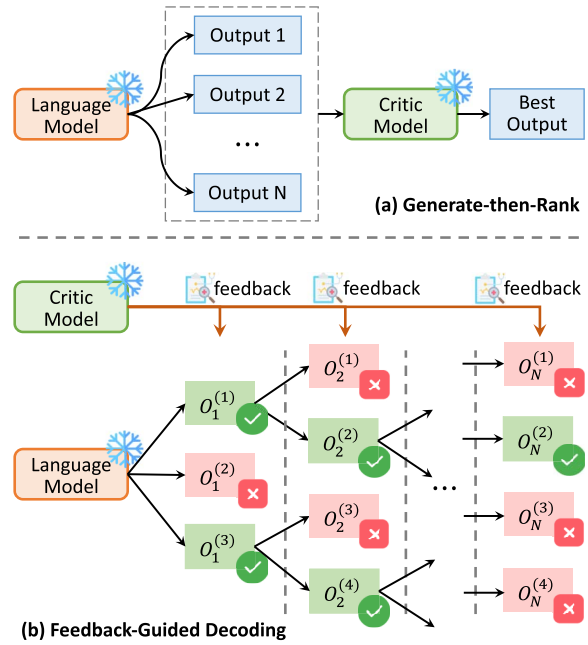 Output 1
Language
Model
Output 2
...
Output N
Critic
Model
Best
Output
(a) Generate-then-Rank
Critic
Model
feedback
feedback
feedback
Language
Model
O_1^{(1)}
O_1^{(2)}
O_1^{(3)}
O_2^{(1)}
O_2^{(2)}
O_2^{(3)}
O_2^{(4)}
...
O_N^{(1)}
O_N^{(2)}
O_N^{(3)}
O_N^{(4)}
(b) Feedback-Guided Decoding